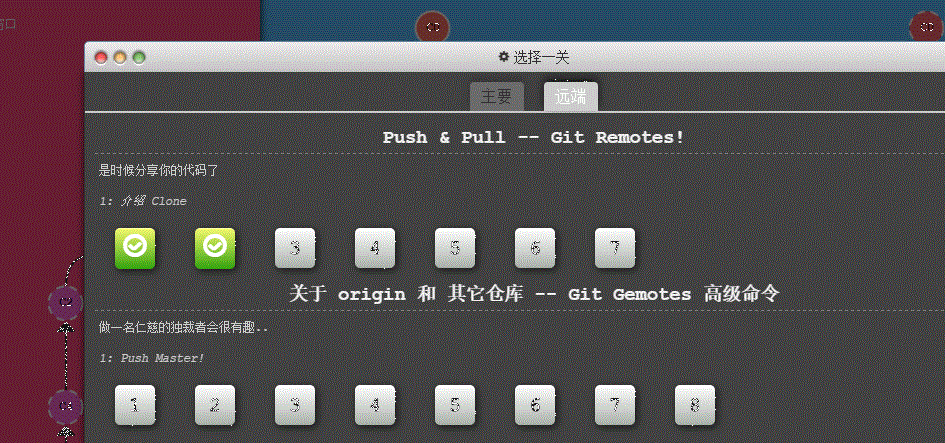 选择一关
主要 远端
Push & Pull -- Git Remotes!
是时候分享你的代码了
1: 介绍 Clone
3 4 5 6 7
关于 origin 和 其它仓库 -- Git Gemotes 高级命令
做一名仁慈的独裁者会很有趣..
1: Push Master!
1 2 3 4 5 6 7 8